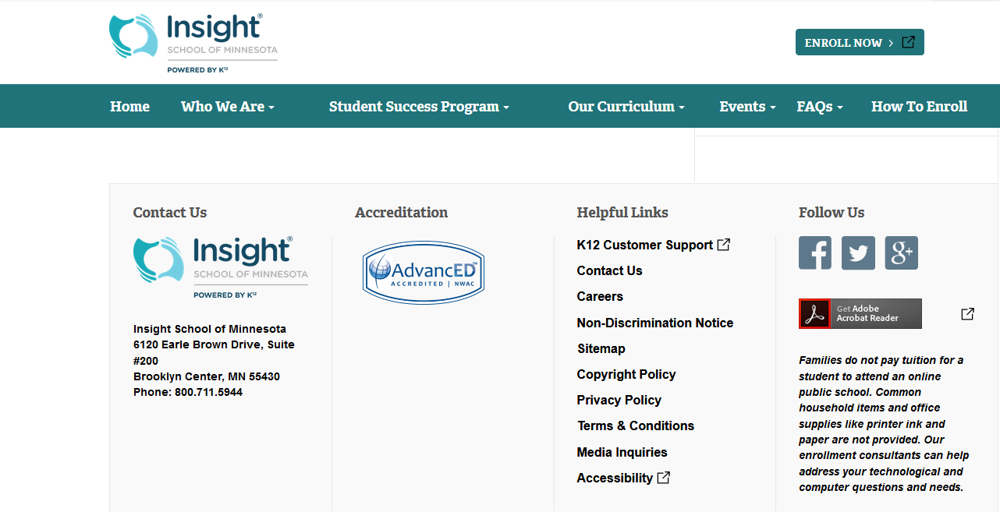 Insight®
SCHOOL OF MINNESOTA
POWERED BY K¹²
ENROLL NOW >
Home
Who We Are
Student Success Program
Our Curriculum
Events
FAQs
How To Enroll
Contact Us
Insight®
SCHOOL OF MINNESOTA
POWERED BY K¹²
Insight School of Minnesota
6120 Earle Brown Drive, Suite
#200
Brooklyn Center, MN 55430
Phone: 800.711.5944
Accreditation
AdvancED™
ACCREDITED | NWAC
Helpful Links
K12 Customer Support
Contact Us
Careers
Non-Discrimination Notice
Sitemap
Copyright Policy
Privacy Policy
Terms & Conditions
Media Inquiries
Accessibility
Follow Us
Get Adobe
Acrobat Reader
Families do not pay tuition for a
student to attend an online
public school. Common
household items and office
supplies like printer ink and
paper are not provided. Our
enrollment consultants can help
address your technological and
computer questions and needs.